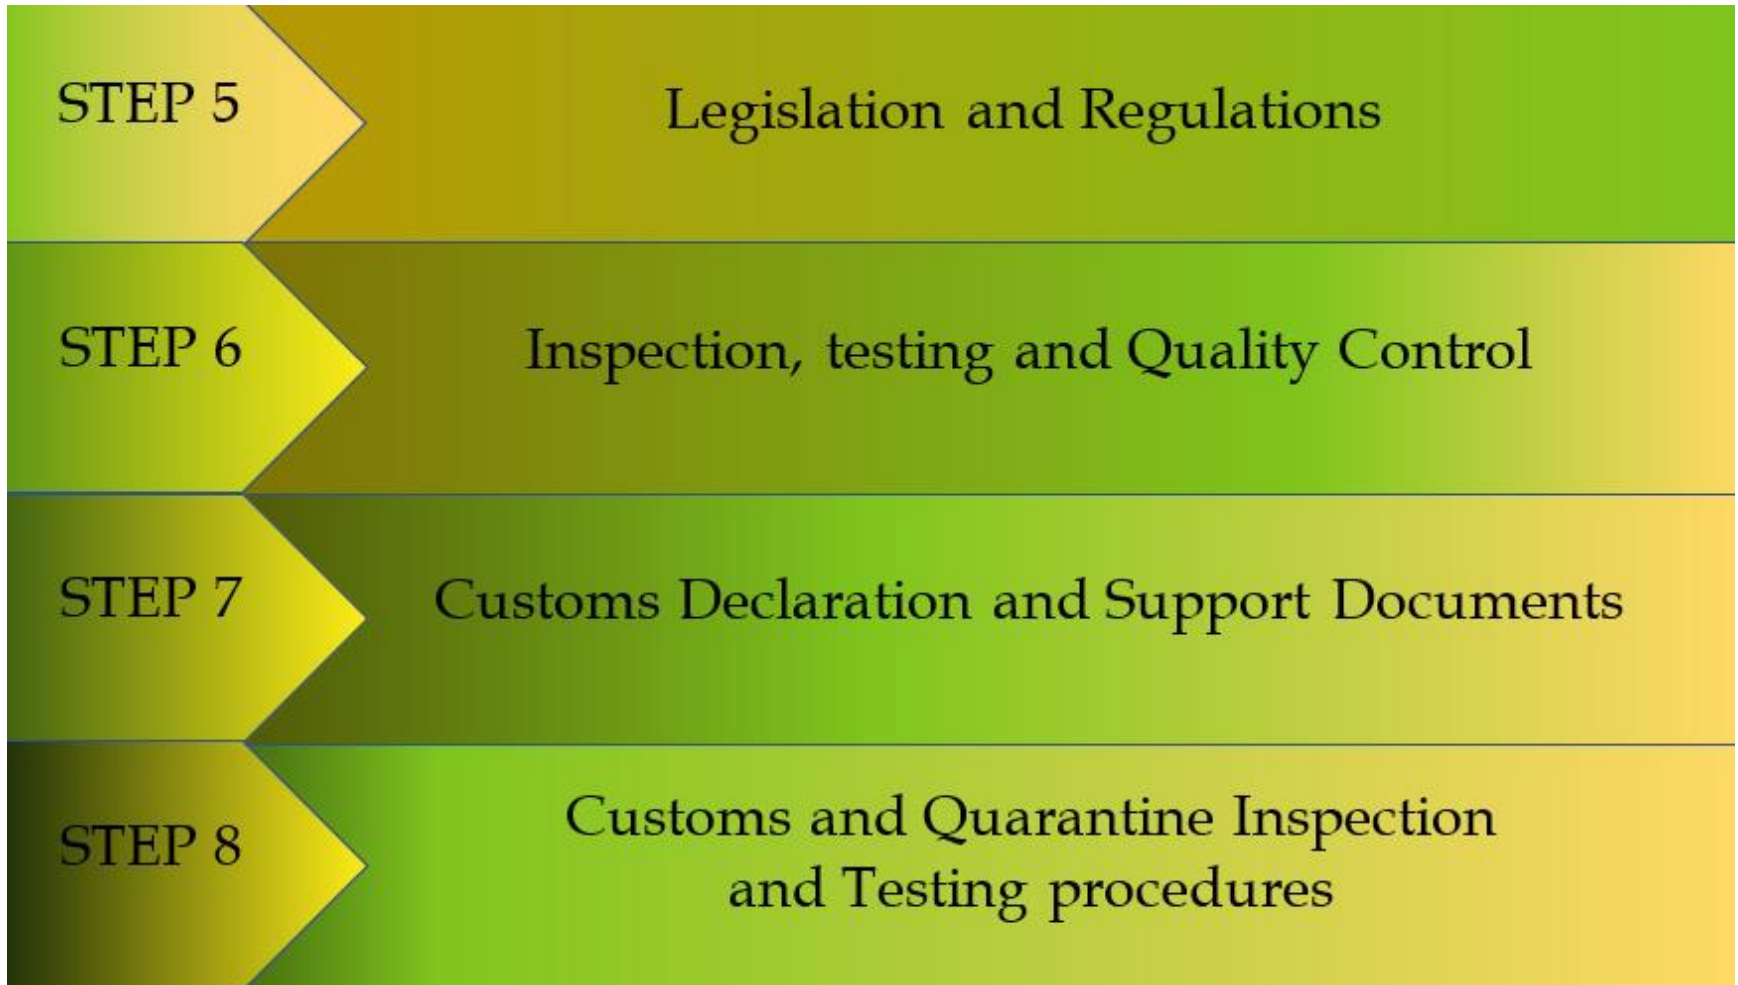 STEP 5
Legislation and Regulations
STEP 6
Inspection, testing and Quality Control
STEP 7
Customs Declaration and Support Documents
STEP 8
Customs and Quarantine Inspection
and Testing procedures